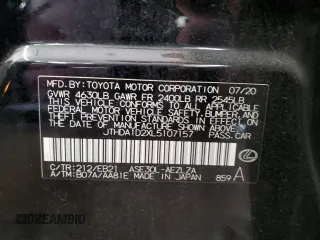 MFD.BY:TOYOTA MOTOR CORPORATION 07/20
GVWR 4630LB GAWR FR 2400LB RR 2545LB
THIS VEHICLE CONFORMS TO ALL APPLICABLE
FEDERAL MOTOR VEHICLE SAFETY, BUMPER, AND
THEFT PREVENTION STANDARDS IN EFFECT ON
THE DATE OF MANUFACTURE SHOWN ABOVE.
JTHDA1D2XL5107157 PASS.CAR
C/TR:212/EB21 ASE30L-AEZLZA
A/TM:B07A/AA81E MADE IN JAPAN 859 A
DREAMBID